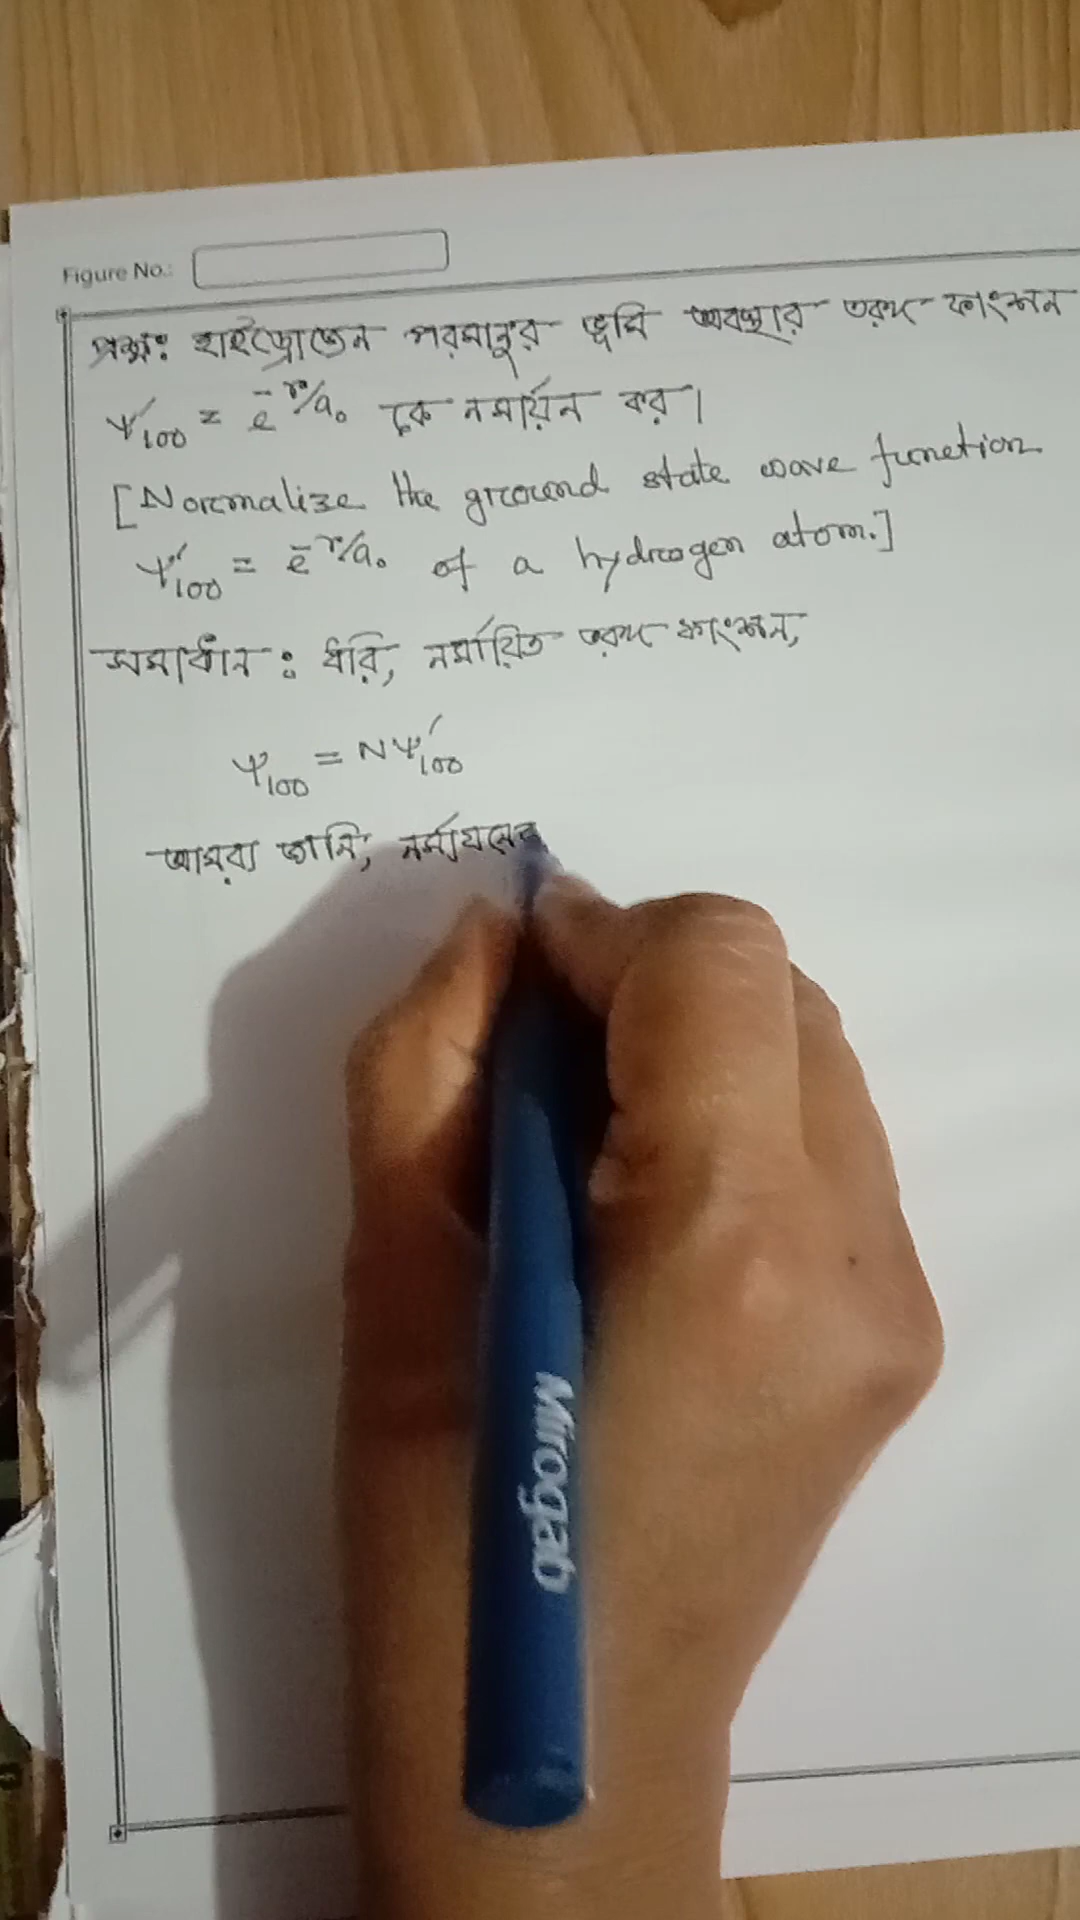 Figure No.:
প্রশ্ন: হাইড্রোজেন পরমানুর ভূমি অবস্থার তরঙ্গ ফাংশন
Ψ′₁₀₀ = e^{-r/a₀} কে নর্মায়ন কর।
[Normalize the ground state wave function
Ψ′₁₀₀ = e^{-r/a₀} of a hydrogen atom.]
সমাধান: ধরি, নর্মায়িত তরঙ্গ ফাংশন,
Ψ₁₀₀ = NΨ′₁₀₀
আমরা জানি, নর্মায়নের
Mirogab